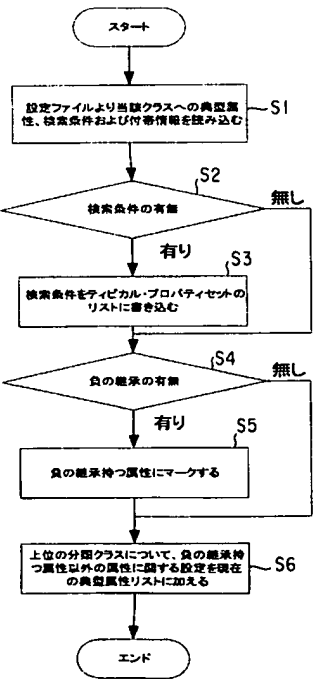 スタート
設定ファイルより当該クラスへの典型属
性、検索条件および付帯情報を読み込む
S1
S2
検索条件の有無
無し
有り
S3
検索条件をティピカル・プロパティセットの
リストに書き込む
S4
負の継承の有無
無し
有り
S5
負の継承持つ属性にマークする
上位の分類クラスについて、負の継承持
つ属性以外の属性に関する設定を現在
の典型属性リストに加える
S6
エンド